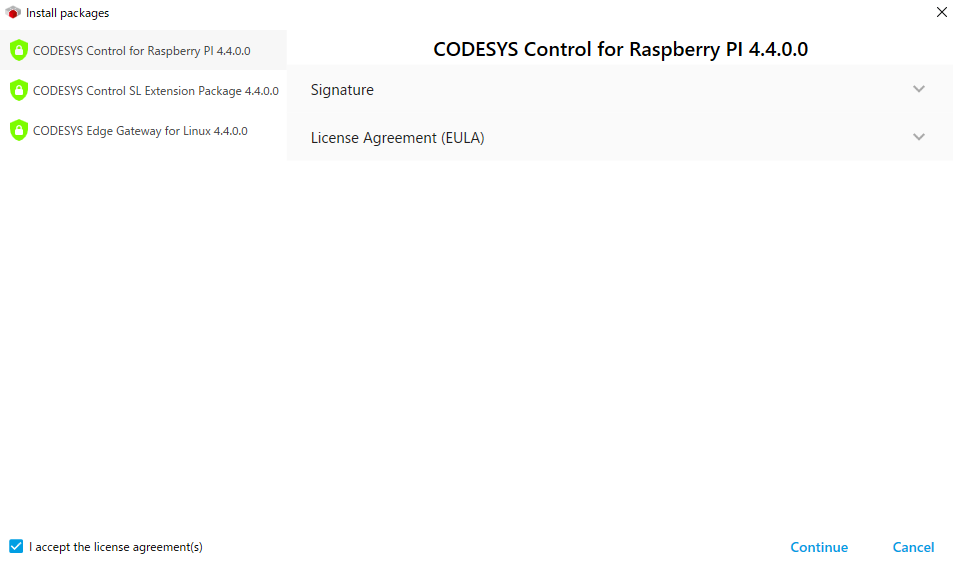 Install packages
CODESYS Control for Raspberry PI 4.4.0.0
CODESYS Control SL Extension Package 4.4.0.0
CODESYS Edge Gateway for Linux 4.4.0.0
CODESYS Control for Raspberry PI 4.4.0.0
Signature
License Agreement (EULA)
I accept the license agreement(s)
Continue
Cancel